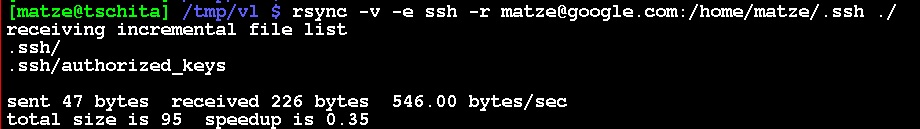 [matze@tschita] /tmp/vl $ rsync -v -e ssh -r matze@google.com:/home/matze/.ssh ./
receiving incremental file list
.ssh/
.ssh/authorized_keys

sent 47 bytes  received 226 bytes  546.00 bytes/sec
total size is 95  speedup is 0.35